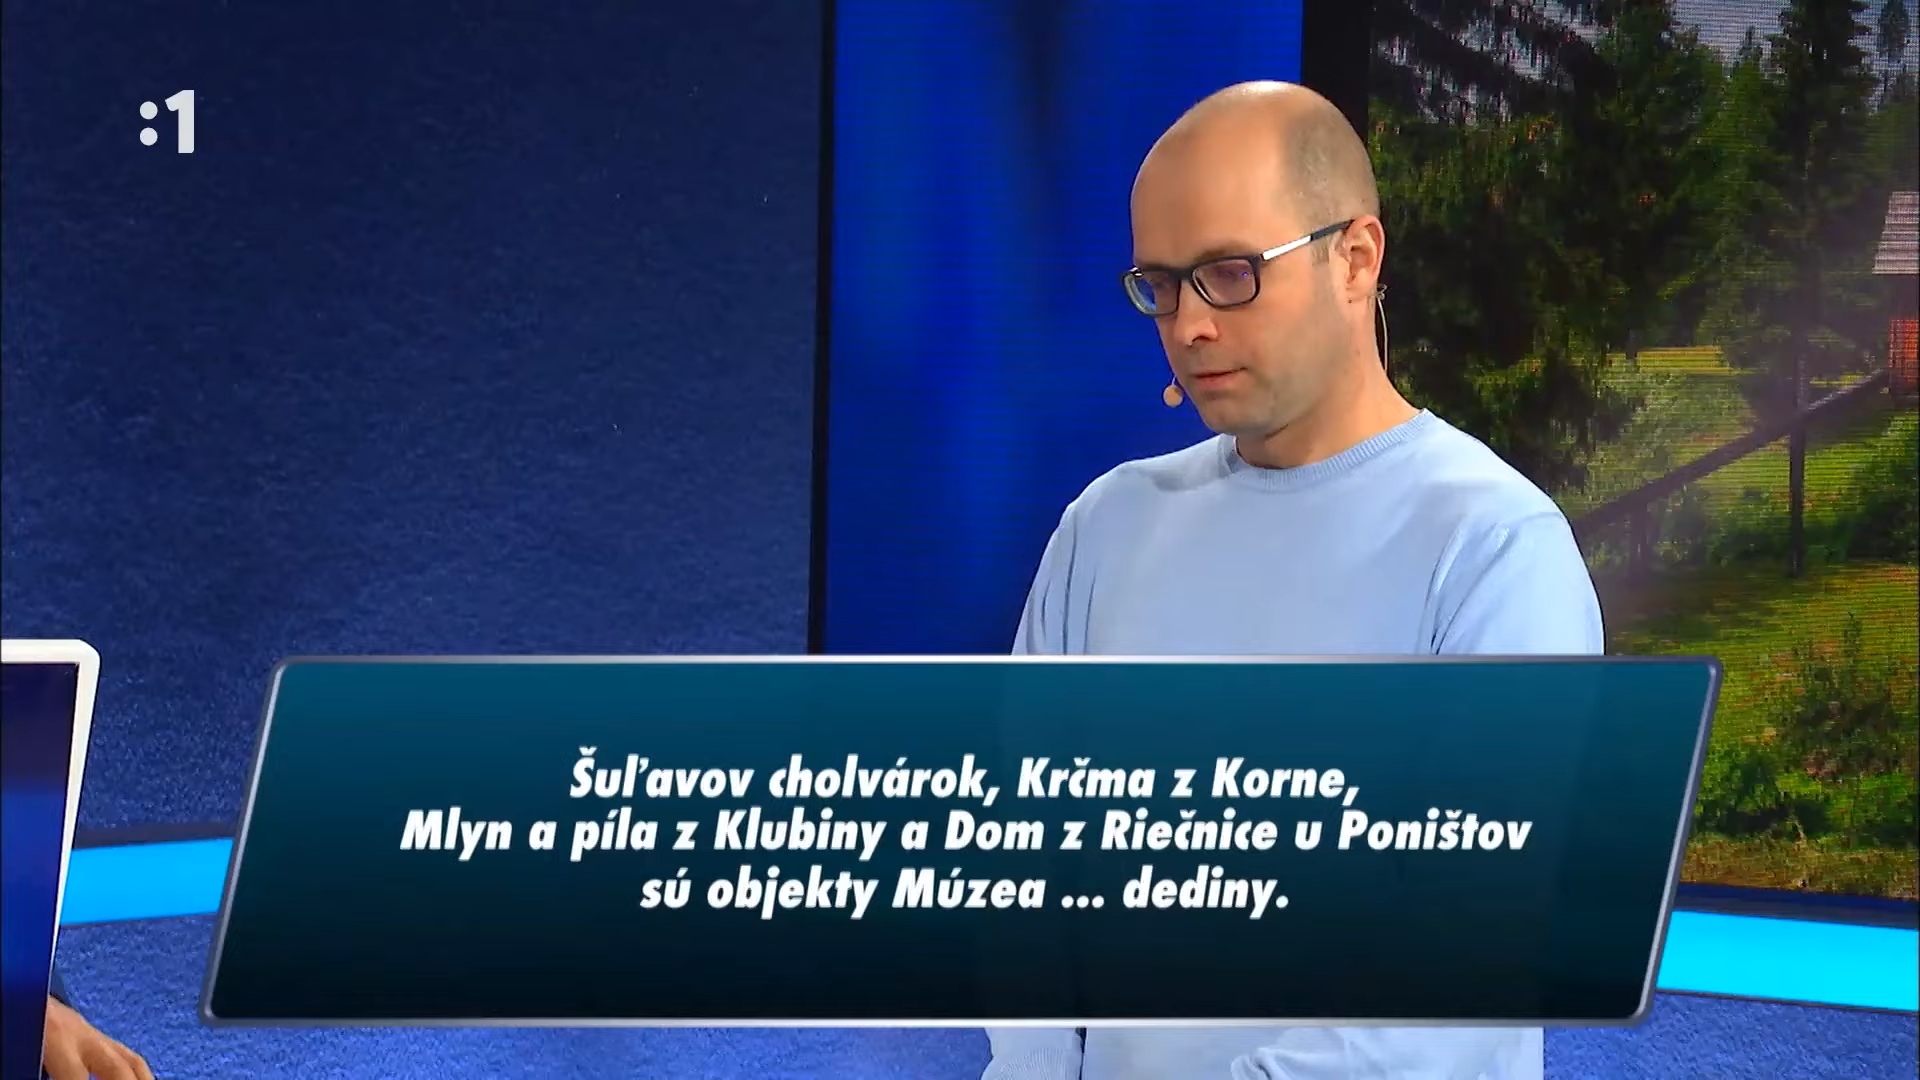 :1
Šuľavov cholvárok, Krčma z Korne,
Mlyn a píla z Klubiny a Dom z Riečnice u Poništov
sú objekty Múzea ... dediny.